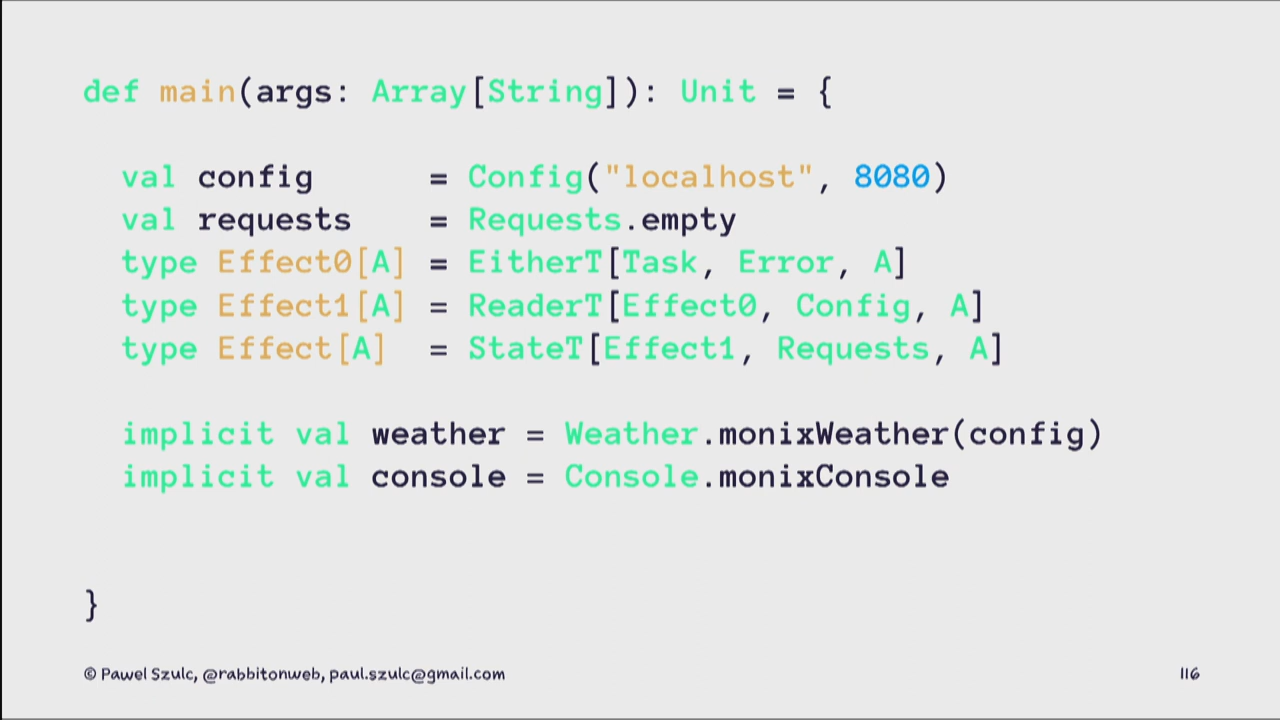 def main(args: Array[String]): Unit = {
val config      = Config("localhost", 8080)
val requests    = Requests.empty
type Effect0[A] = EitherT[Task, Error, A]
type Effect1[A] = ReaderT[Effect0, Config, A]
type Effect[A]  = StateT[Effect1, Requests, A]
implicit val weather = Weather.monixWeather(config)
implicit val console = Console.monixConsole
}
© Pawel Szulc, @rabbitonweb, paul.szulc@gmail.com
116